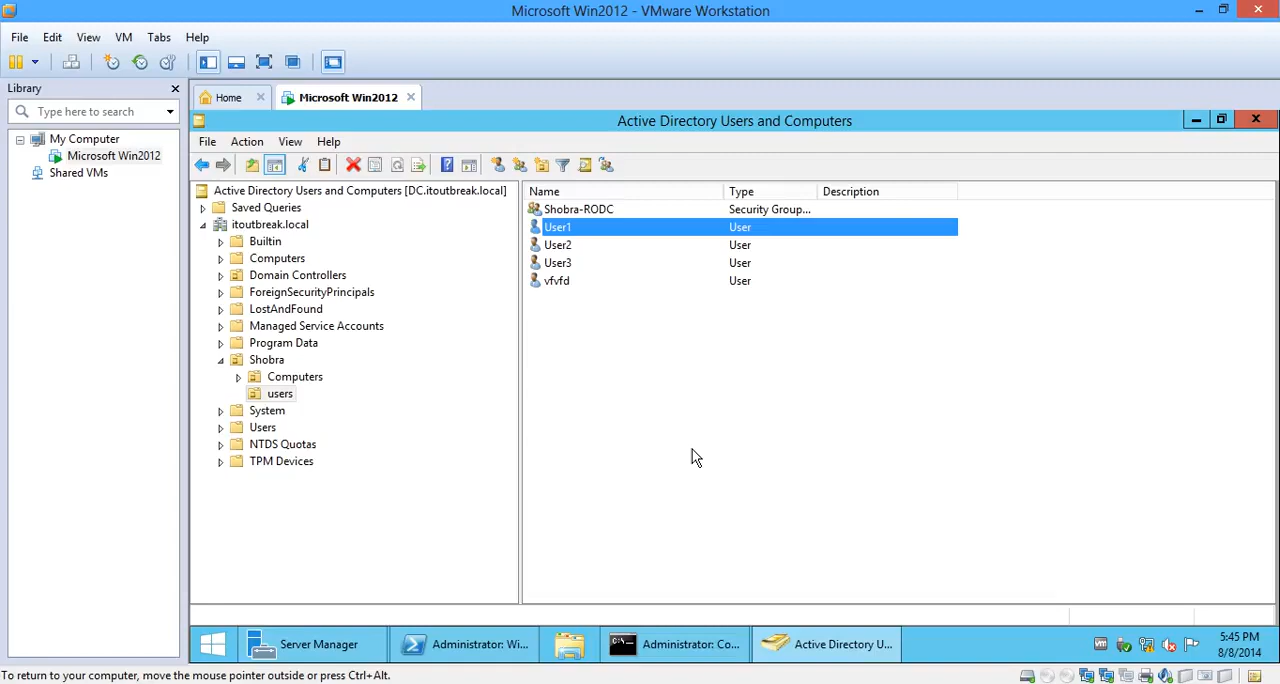 Microsoft Win2012 - VMware Workstation
File Edit View VM Tabs Help
Library
Type here to search
My Computer
Microsoft Win2012
Shared VMs
Home
Microsoft Win2012
Active Directory Users and Computers
File Action View Help
Active Directory Users and Computers [DC.itoutbreak.local]
Saved Queries
itoutbreak.local
Builtin
Computers
Domain Controllers
ForeignSecurityPrincipals
LostAndFound
Managed Service Accounts
Program Data
Shobra
Computers
users
System
Users
NTDS Quotas
TPM Devices
Name Type Description
Shobra-RODC Security Group...
User1 User
User2 User
User3 User
vfvfd User
Server Manager
Administrator: Wi...
Administrator: Co...
Active Directory U...
5:45 PM
8/8/2014
To return to your computer, move the mouse pointer outside or press Ctrl+Alt.